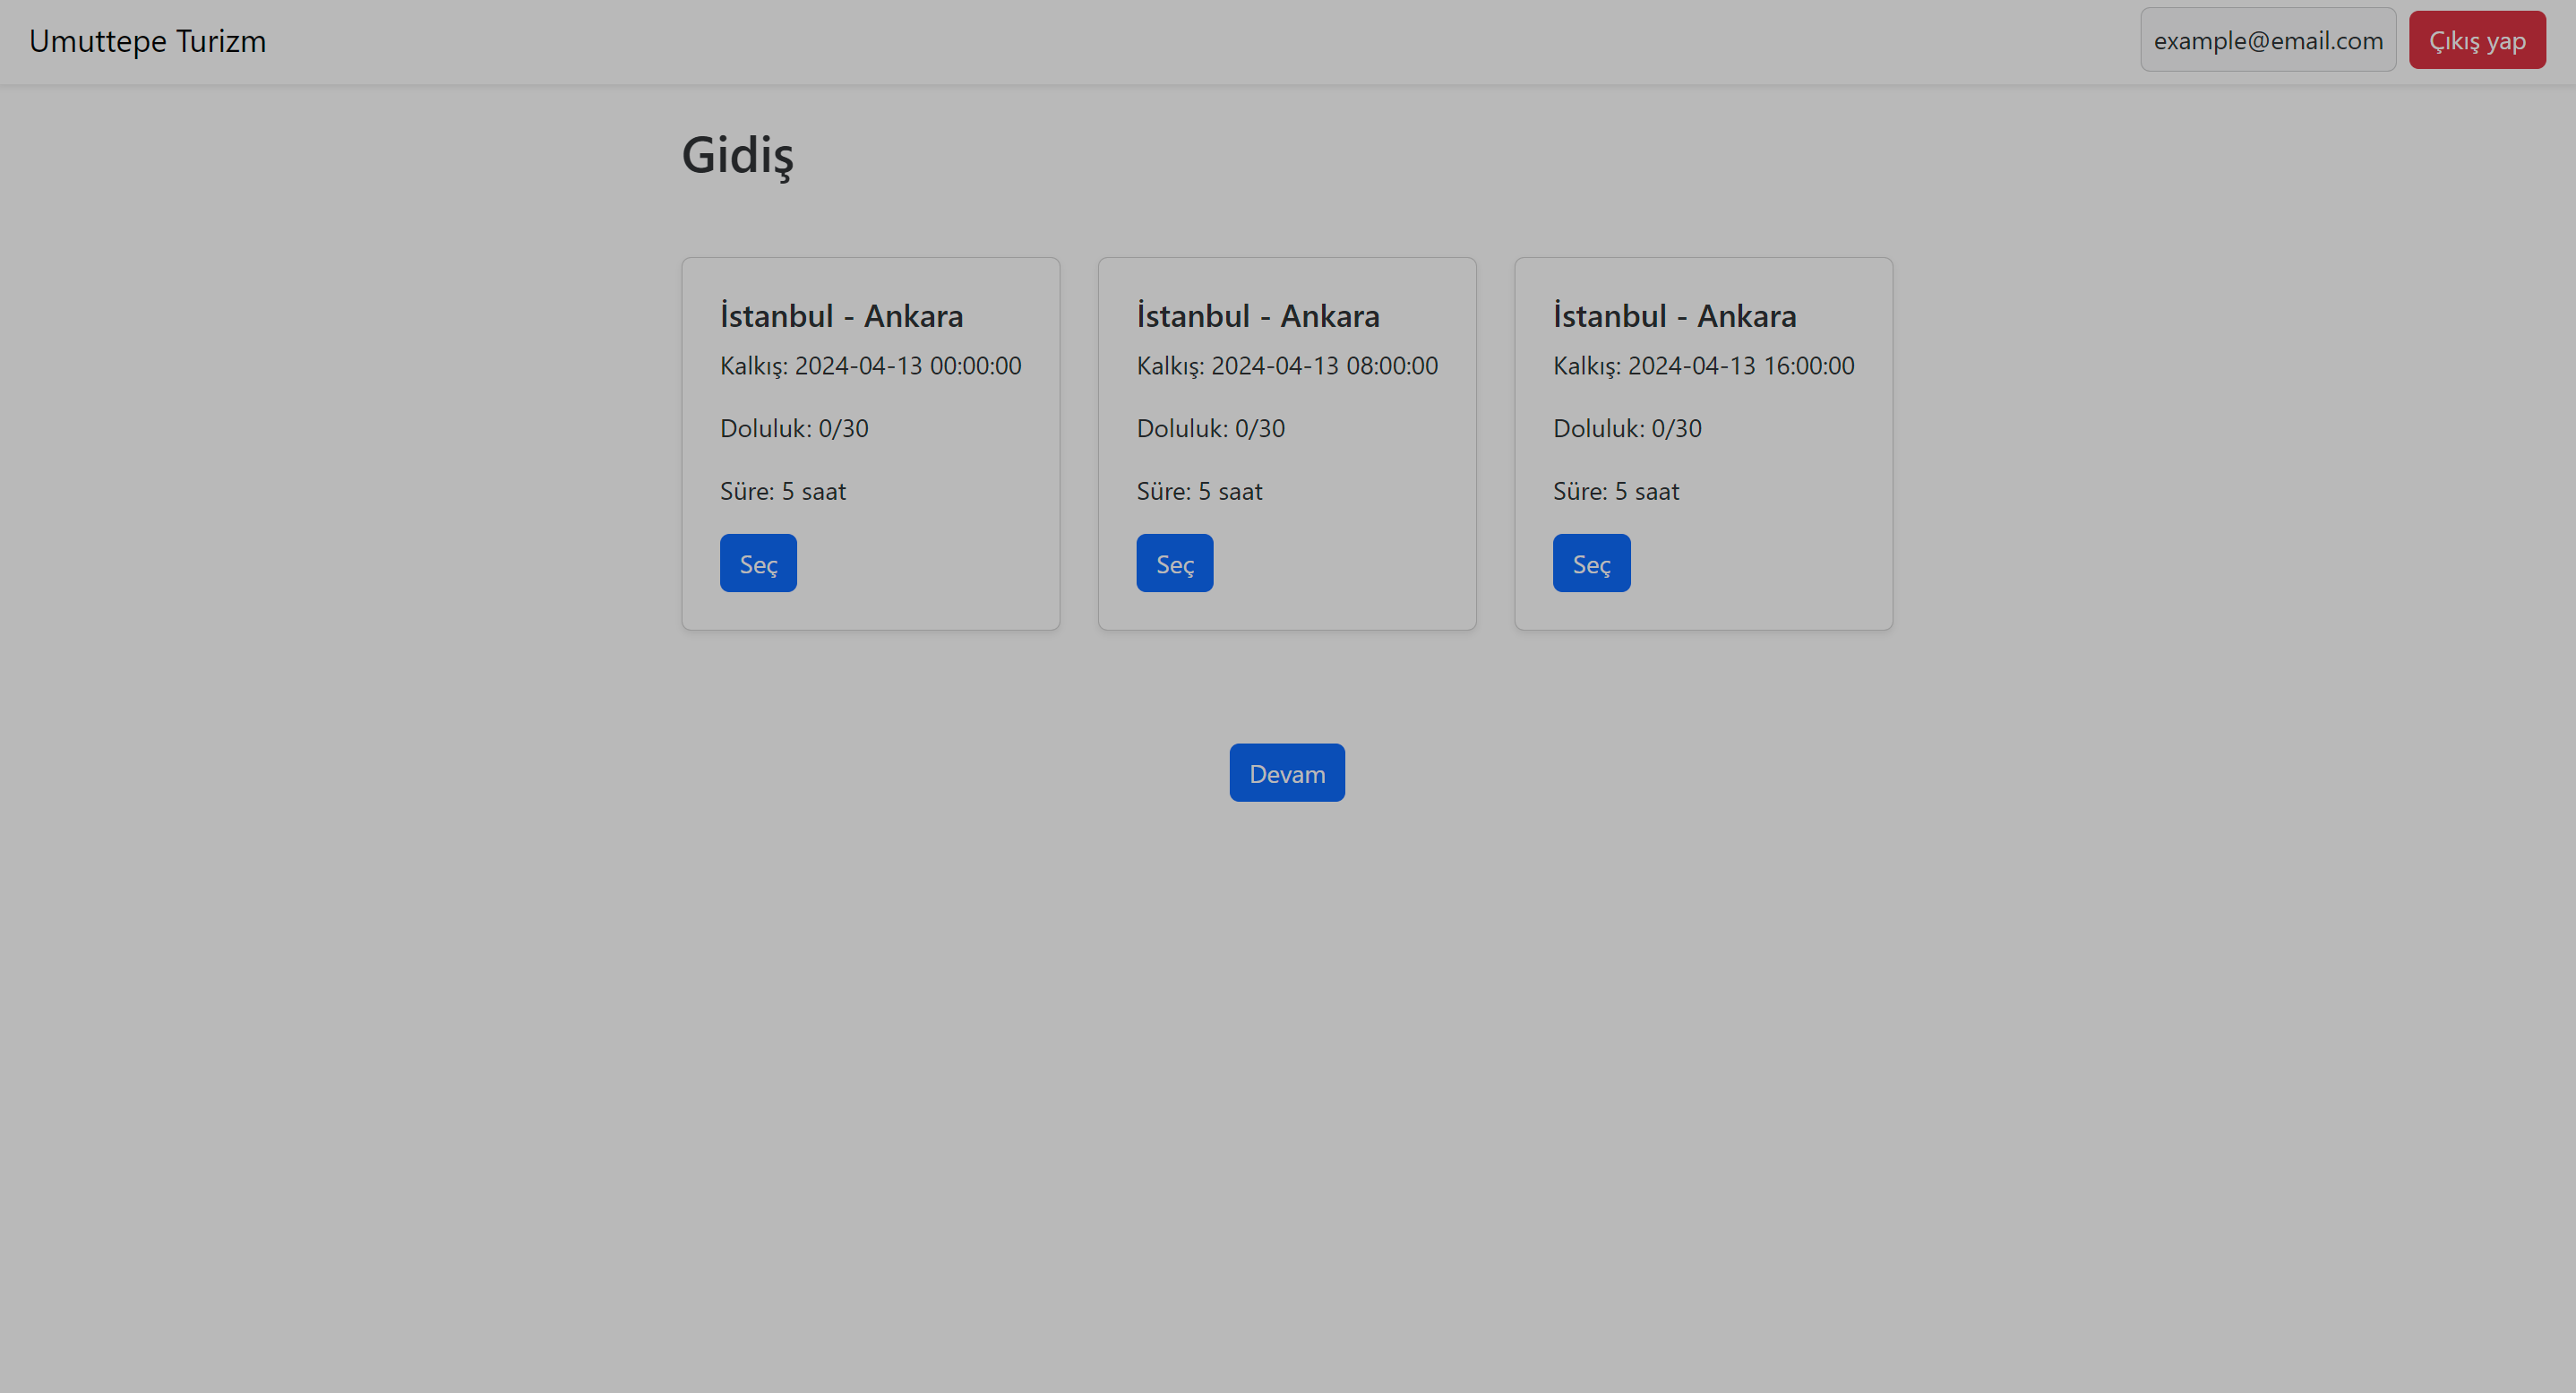 Umuttepe Turizm
example@email.com
Çıkış yap
Gidiş
İstanbul - Ankara
Kalkış: 2024-04-13 00:00:00
Doluluk: 0/30
Süre: 5 saat
Seç
İstanbul - Ankara
Kalkış: 2024-04-13 08:00:00
Doluluk: 0/30
Süre: 5 saat
Seç
İstanbul - Ankara
Kalkış: 2024-04-13 16:00:00
Doluluk: 0/30
Süre: 5 saat
Seç
Devam